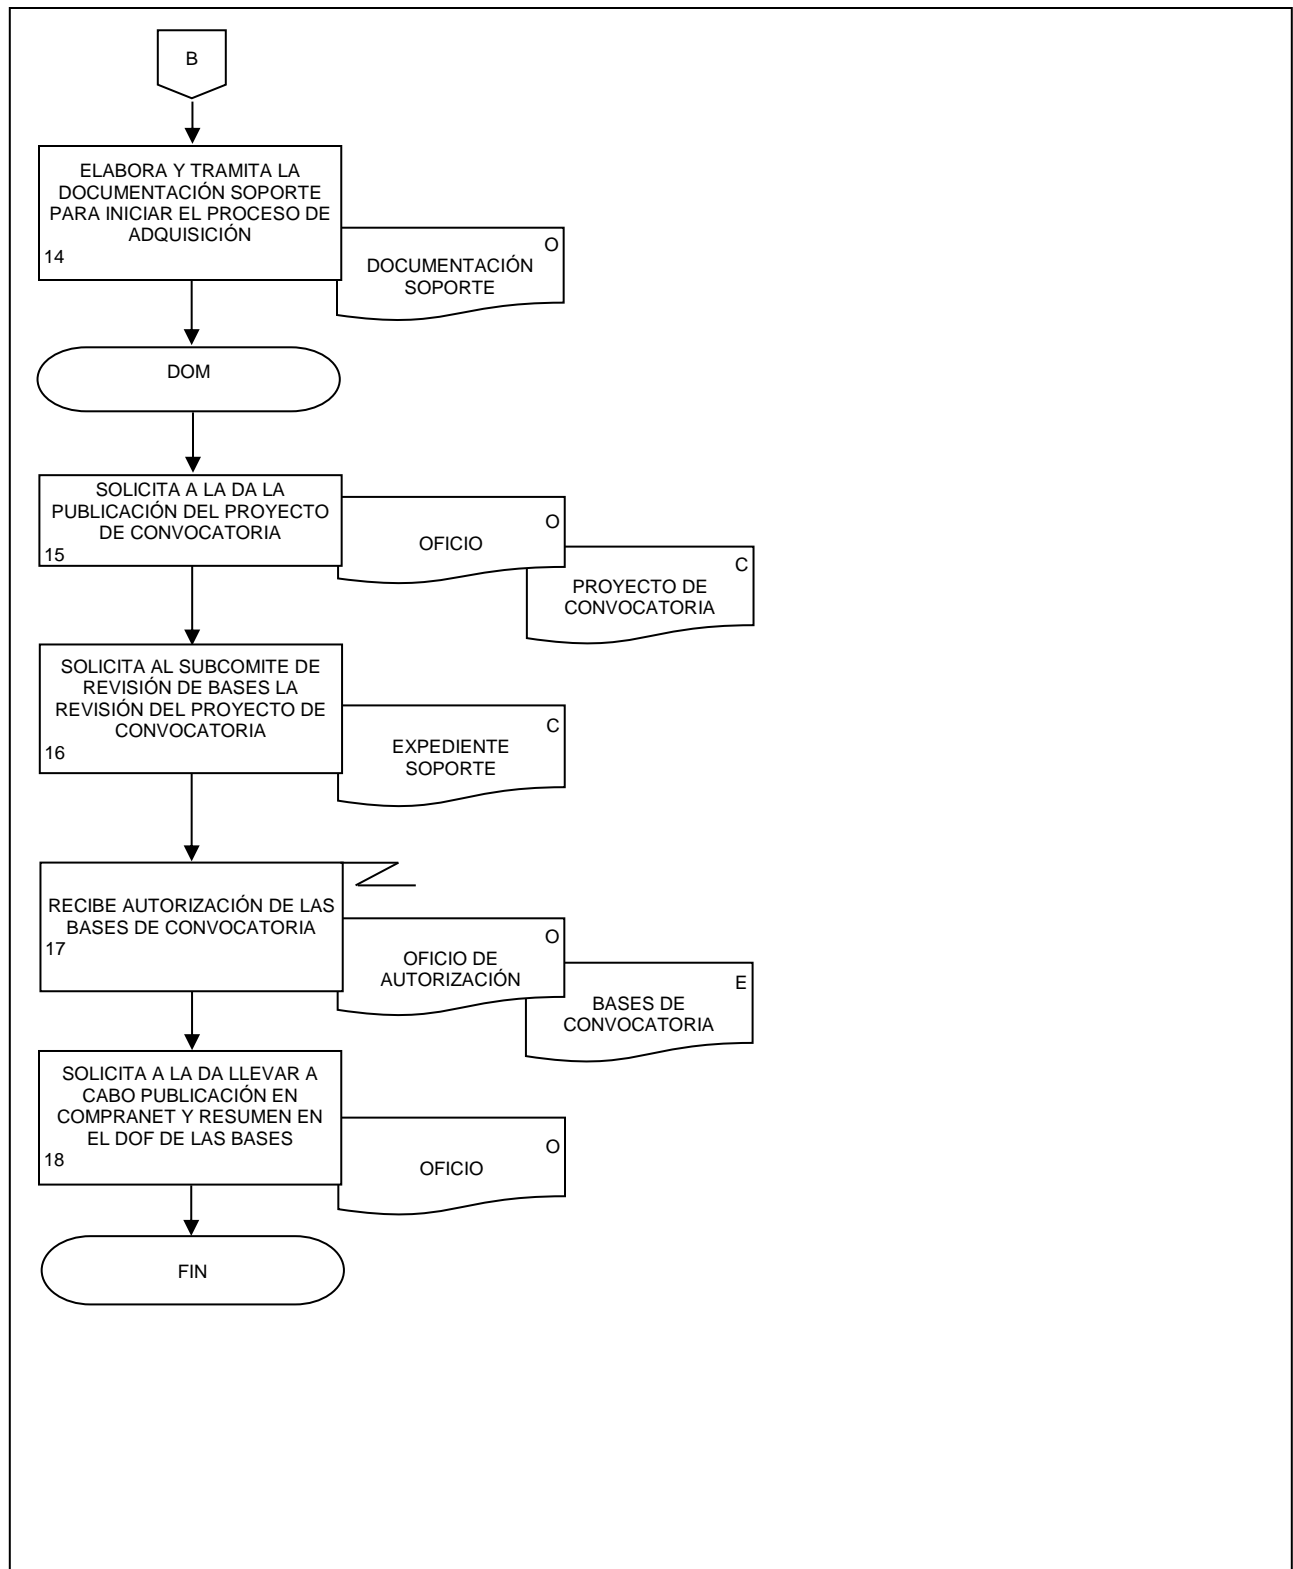 B
ELABORA Y TRAMITA LA
DOCUMENTACIÓN SOPORTE
PARA INICIAR EL PROCESO DE
ADQUISICIÓN
14
O
DOCUMENTACIÓN
SOPORTE
DOM
SOLICITA A LA DA LA
PUBLICACIÓN DEL PROYECTO
DE CONVOCATORIA
15
O
OFICIO
C
PROYECTO DE
CONVOCATORIA
SOLICITA AL SUBCOMITE DE
REVISIÓN DE BASES LA
REVISIÓN DEL PROYECTO DE
CONVOCATORIA
16
C
EXPEDIENTE
SOPORTE
RECIBE AUTORIZACIÓN DE LAS
BASES DE CONVOCATORIA
17
O
OFICIO DE
AUTORIZACIÓN
E
BASES DE
CONVOCATORIA
SOLICITA A LA DA LLEVAR A
CABO PUBLICACIÓN EN
COMPRANET Y RESUMEN EN
EL DOF DE LAS BASES
18
O
OFICIO
FIN